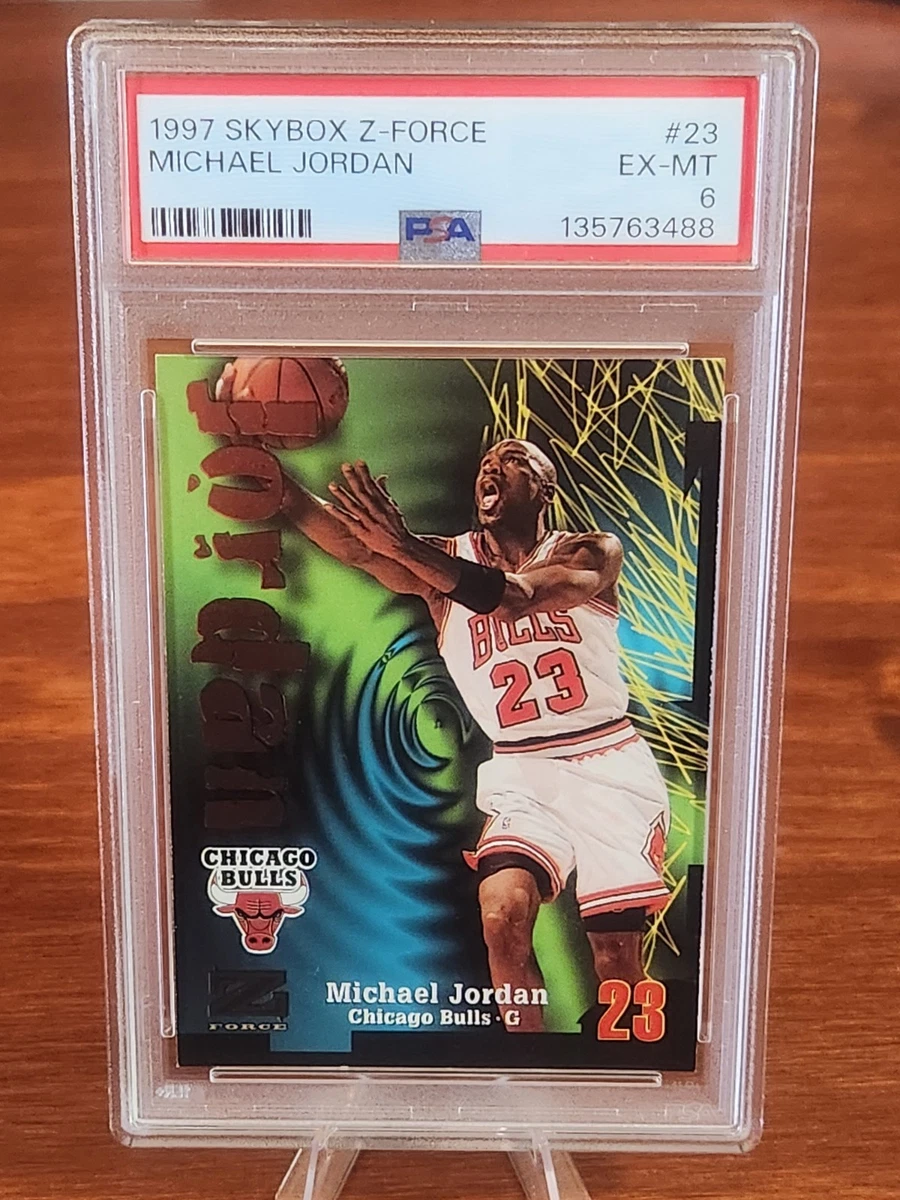 1997 SKYBOX Z-FORCE #23
MICHAEL JORDAN EX-MT
6
PSA 135763488
Jordan
BULLS
23
CHICAGO
BULLS
Z
FORCE
Michael Jordan
Chicago Bulls · G
23